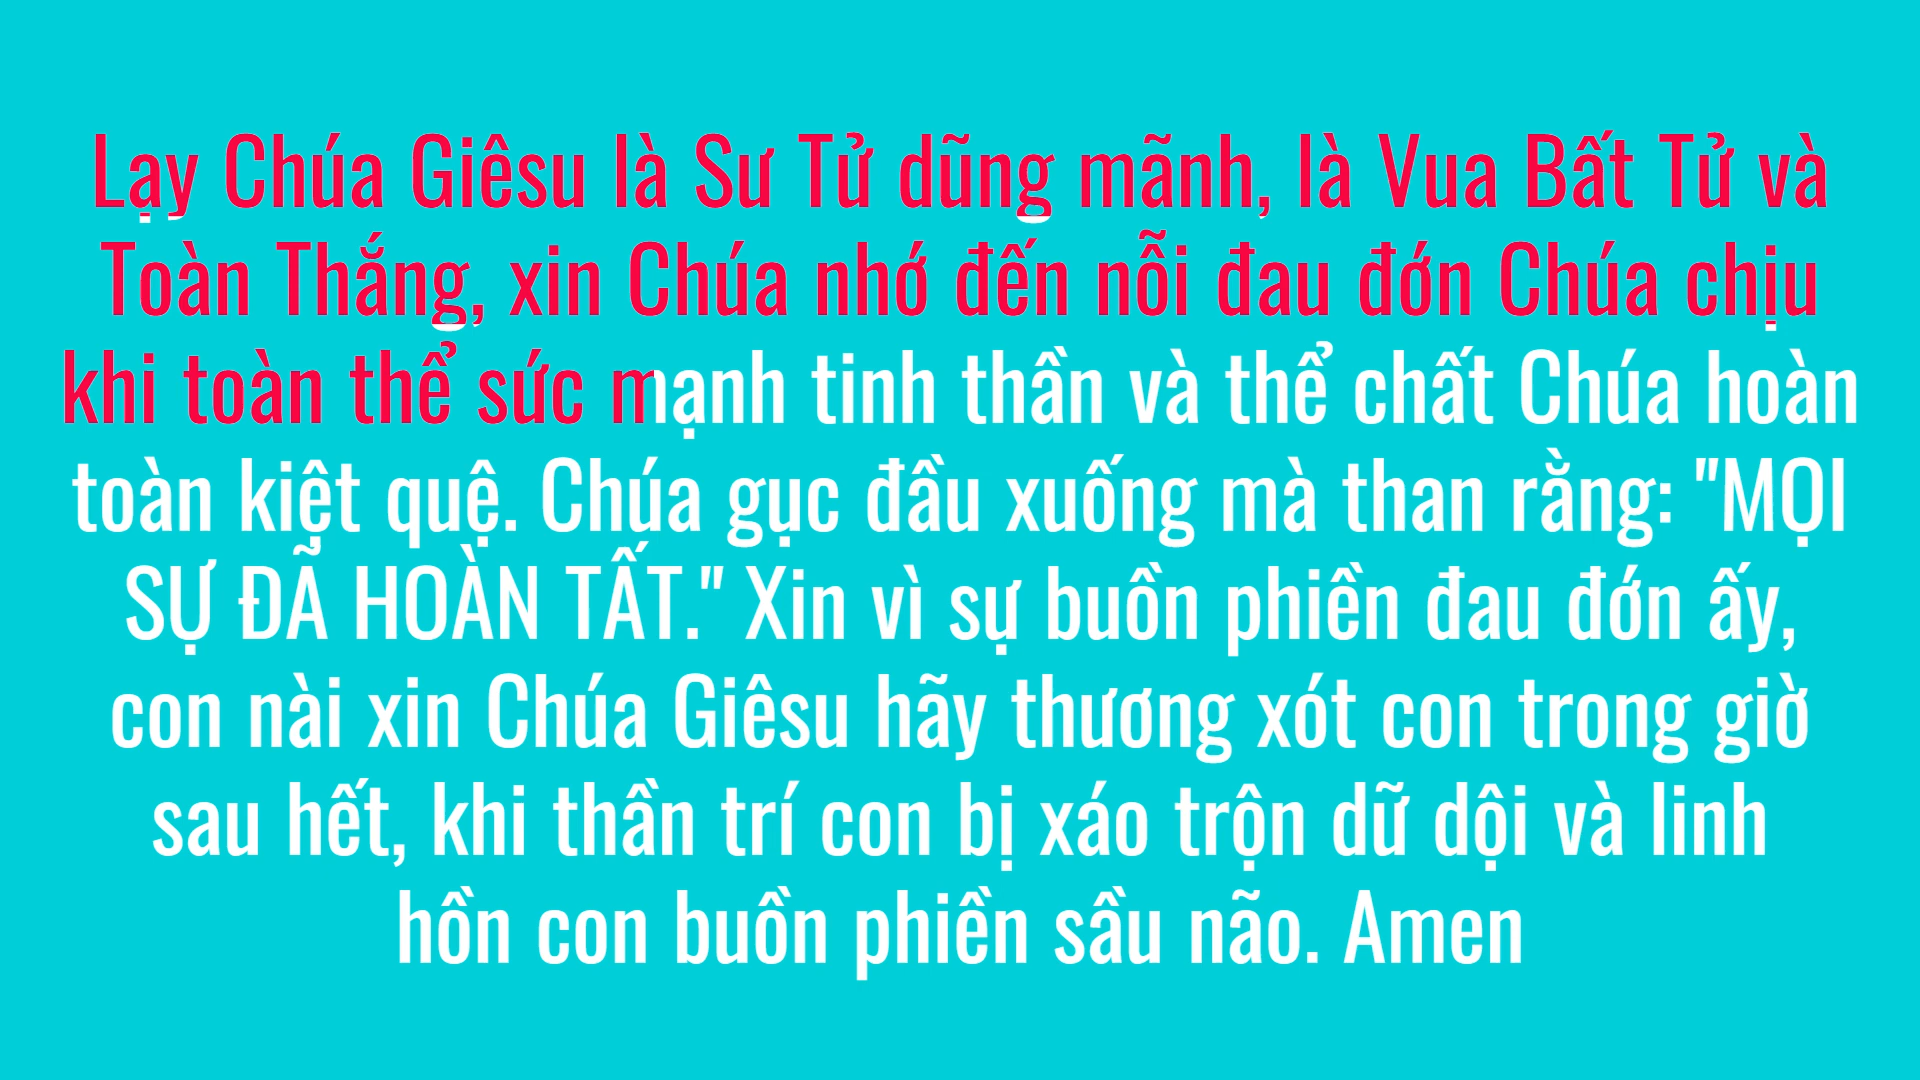 Lạy Chúa Giêsu là Sư Tử dũng mãnh, là Vua Bất Tử và
Toàn Thắng, xin Chúa nhớ đến nỗi đau đớn Chúa chịu
khi toàn thể sức mạnh tinh thần và thể chất Chúa hoàn
toàn kiệt quệ. Chúa gục đầu xuống mà than rằng: "MỌI
SỰ ĐÃ HOÀN TẤT." Xin vì sự buồn phiền đau đớn ấy,
con nài xin Chúa Giêsu hãy thương xót con trong giờ
sau hết, khi thần trí con bị xáo trộn dữ dội và linh
hồn con buồn phiền sầu não. Amen